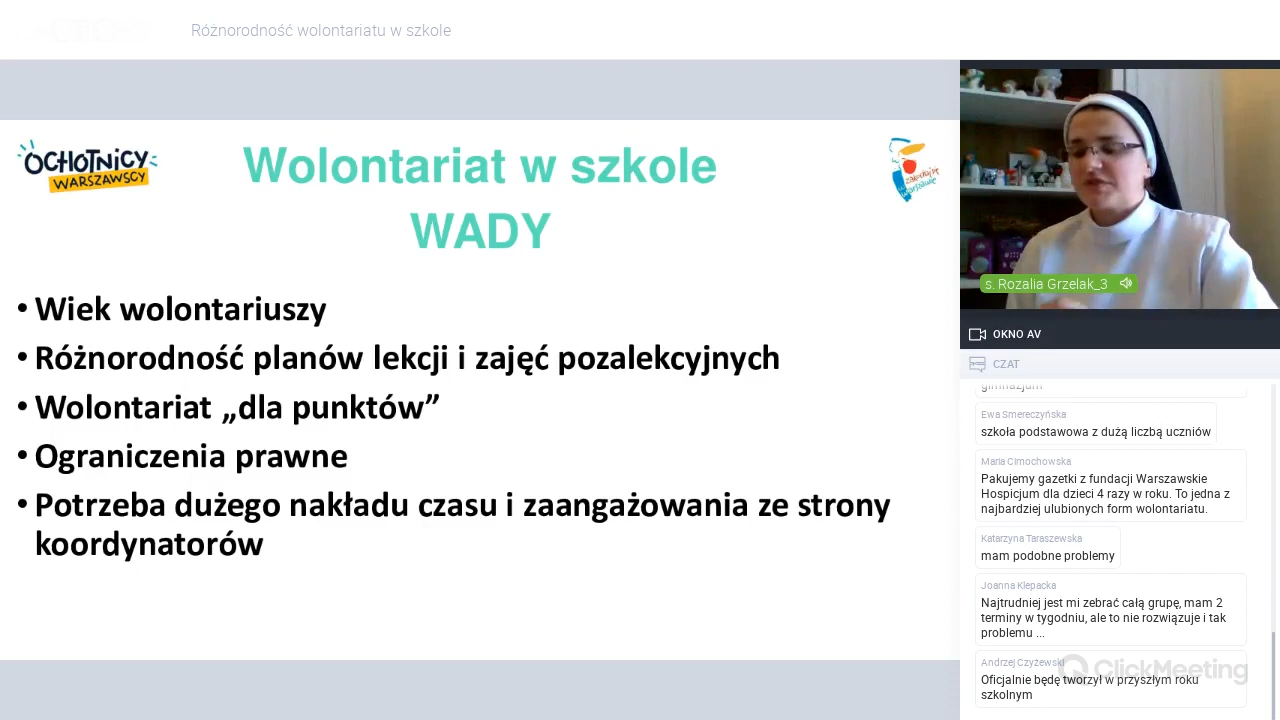 Różnorodność wolontariatu w szkole
OCHOTNICY
WARSZAWSCY
Wolontariat w szkole
WADY
zakochaj się
w Warszawie
• Wiek wolontariuszy
• Różnorodność planów lekcji i zajęć pozalekcyjnych
• Wolontariat „dla punktów”
• Ograniczenia prawne
• Potrzeba dużego nakładu czasu i zaangażowania ze strony
koordynatorów
s. Rozalia Grzelak_3
OKNO AV
CZAT
gimnazjum
Ewa Smereczyńska
szkoła podstawowa z dużą liczbą uczniów
Maria Cimochowska
Pakujemy gazetki z fundacji Warszawskie
Hospicjum dla dzieci 4 razy w roku. To jedna z
najbardziej ulubionych form wolontariatu.
Katarzyna Taraszewska
mam podobne problemy
Joanna Klepacka
Najtrudniej jest mi zebrać całą grupę, mam 2
terminy w tygodniu, ale to nie rozwiązuje i tak
problemu ...
Andrzej Czyżewski
Oficjalnie będę tworzył w przyszłym roku
szkolnym
ClickMeeting